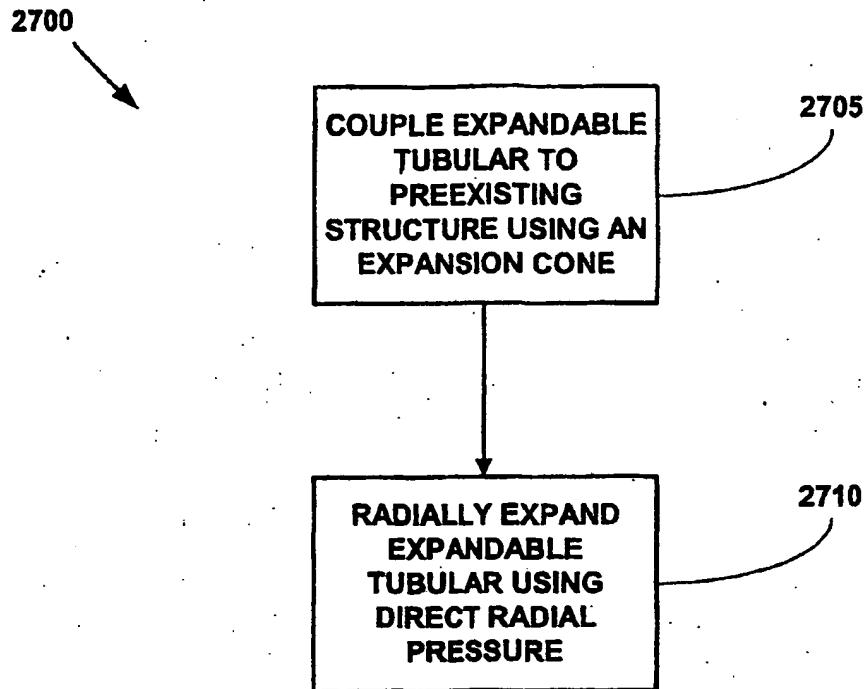 2700
COUPLE EXPANDABLE
TUBULAR TO
PREEXISTING
STRUCTURE USING AN
EXPANSION CONE
2705
RADIALLY EXPAND
EXPANDABLE
TUBULAR USING
DIRECT RADIAL
PRESSURE
2710